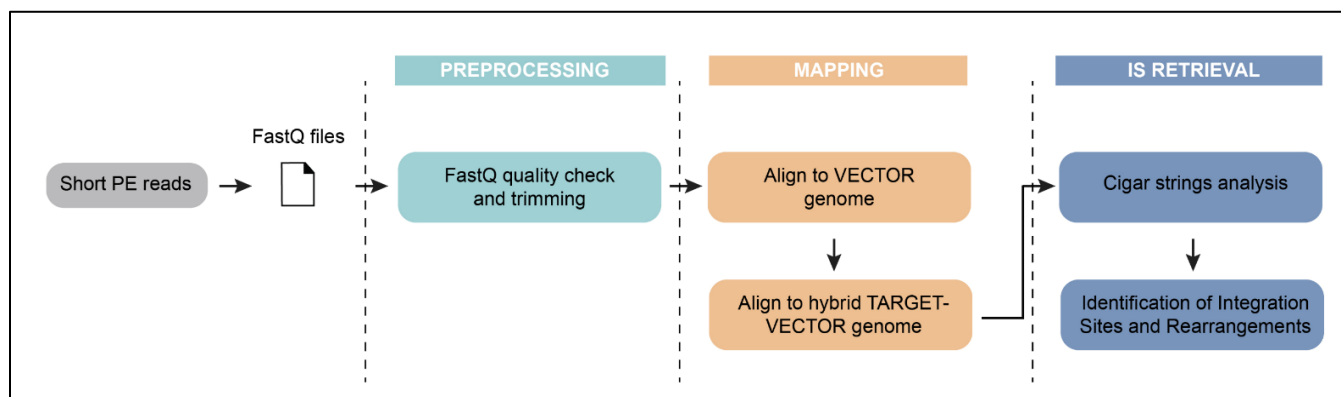 PREPROCESSING
MAPPING
IS RETRIEVAL
FastQ files
Short PE reads
FastQ quality check
and trimming
Align to VECTOR
genome
Cigar strings analysis
Align to hybrid TARGET-
VECTOR genome
Identification of Integration
Sites and Rearrangements